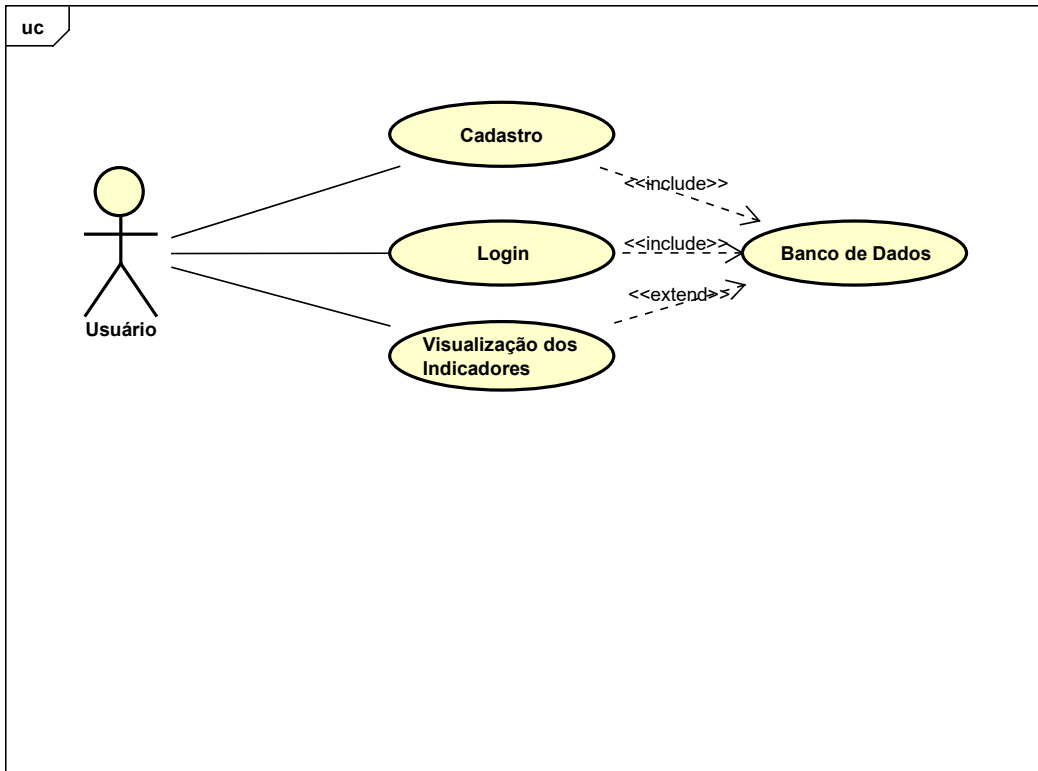 uc
Cadastro
<<include>>
Login
<<include>>
Banco de Dados
<<extend>>
Usuário
Visualização dos
Indicadores